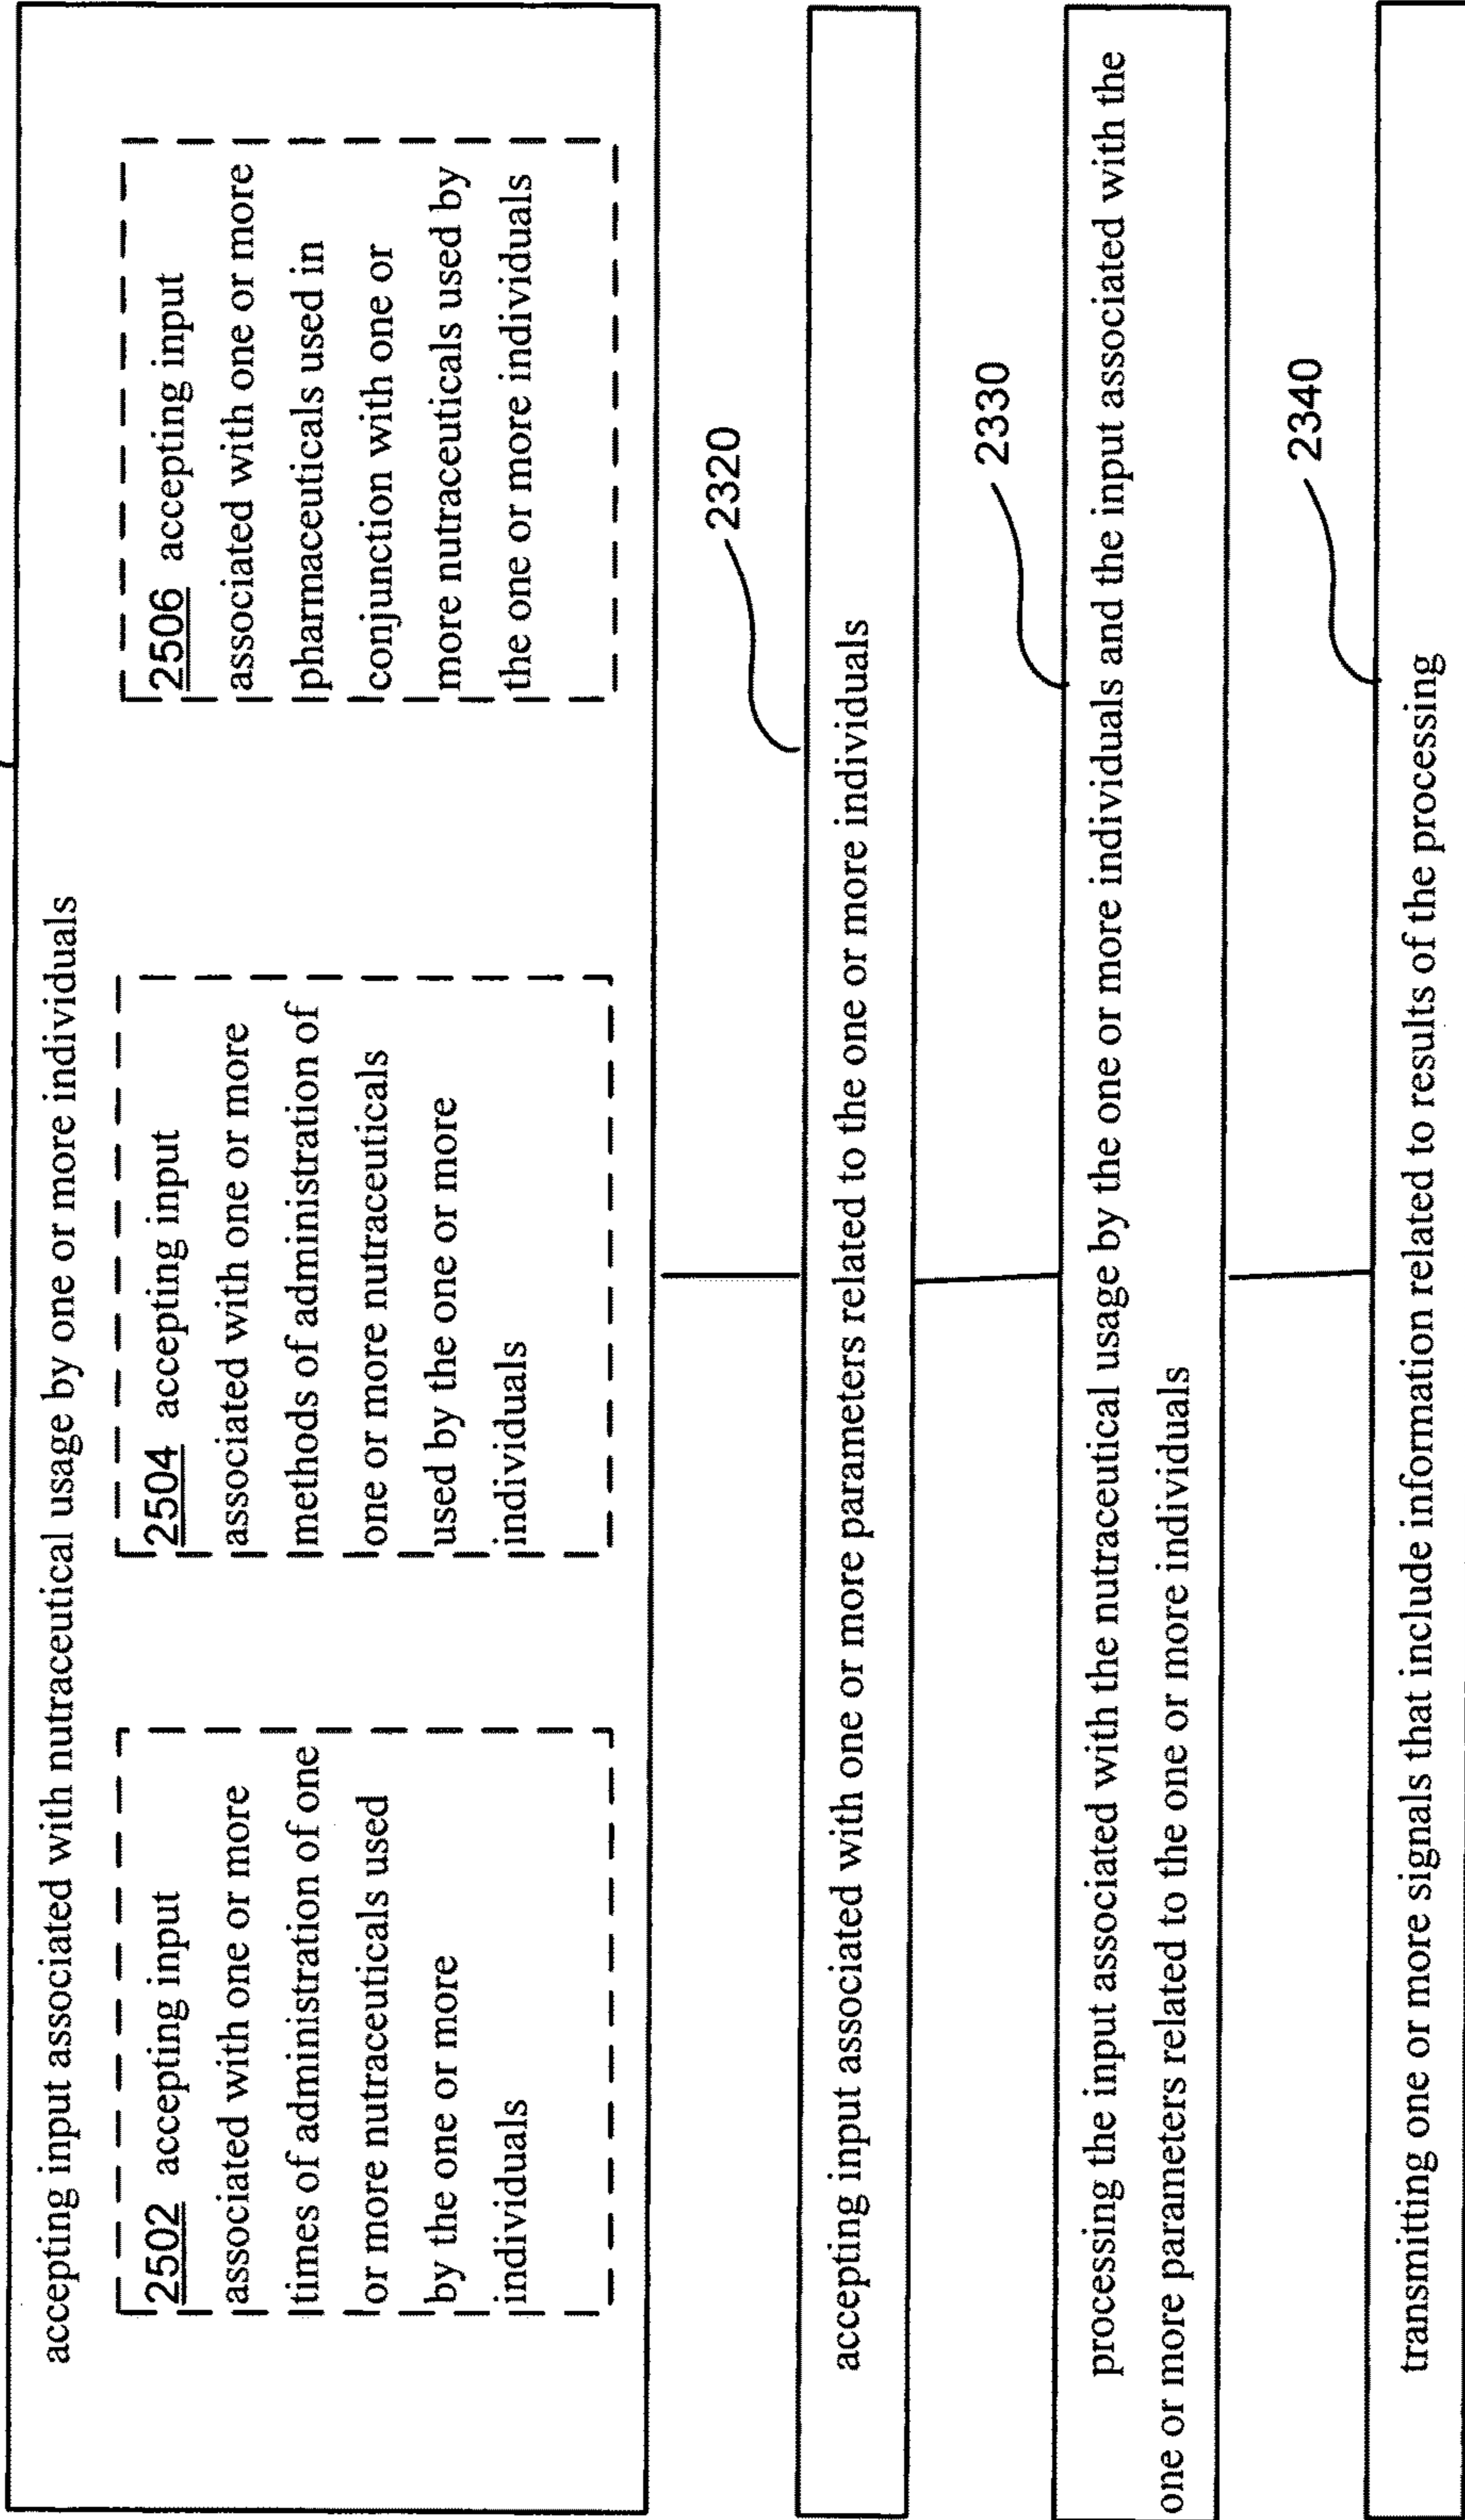 accepting input associated with nutraceutical usage by one or more individuals
2502 accepting input
associated with one or more
times of administration of one
or more nutraceuticals used
by the one or more
individuals
2504 accepting input
associated with one or more
methods of administration of
one or more nutraceuticals
used by the one or more
individuals
2506 accepting input
associated with one or more
pharmaceuticals used in
conjunction with one or
more nutraceuticals used by
the one or more individuals
2320
accepting input associated with one or more parameters related to the one or more individuals
2330
processing the input associated with the nutraceutical usage by the one or more individuals and the input associated with the
one or more parameters related to the one or more individuals
2340
transmitting one or more signals that include information related to results of the processing